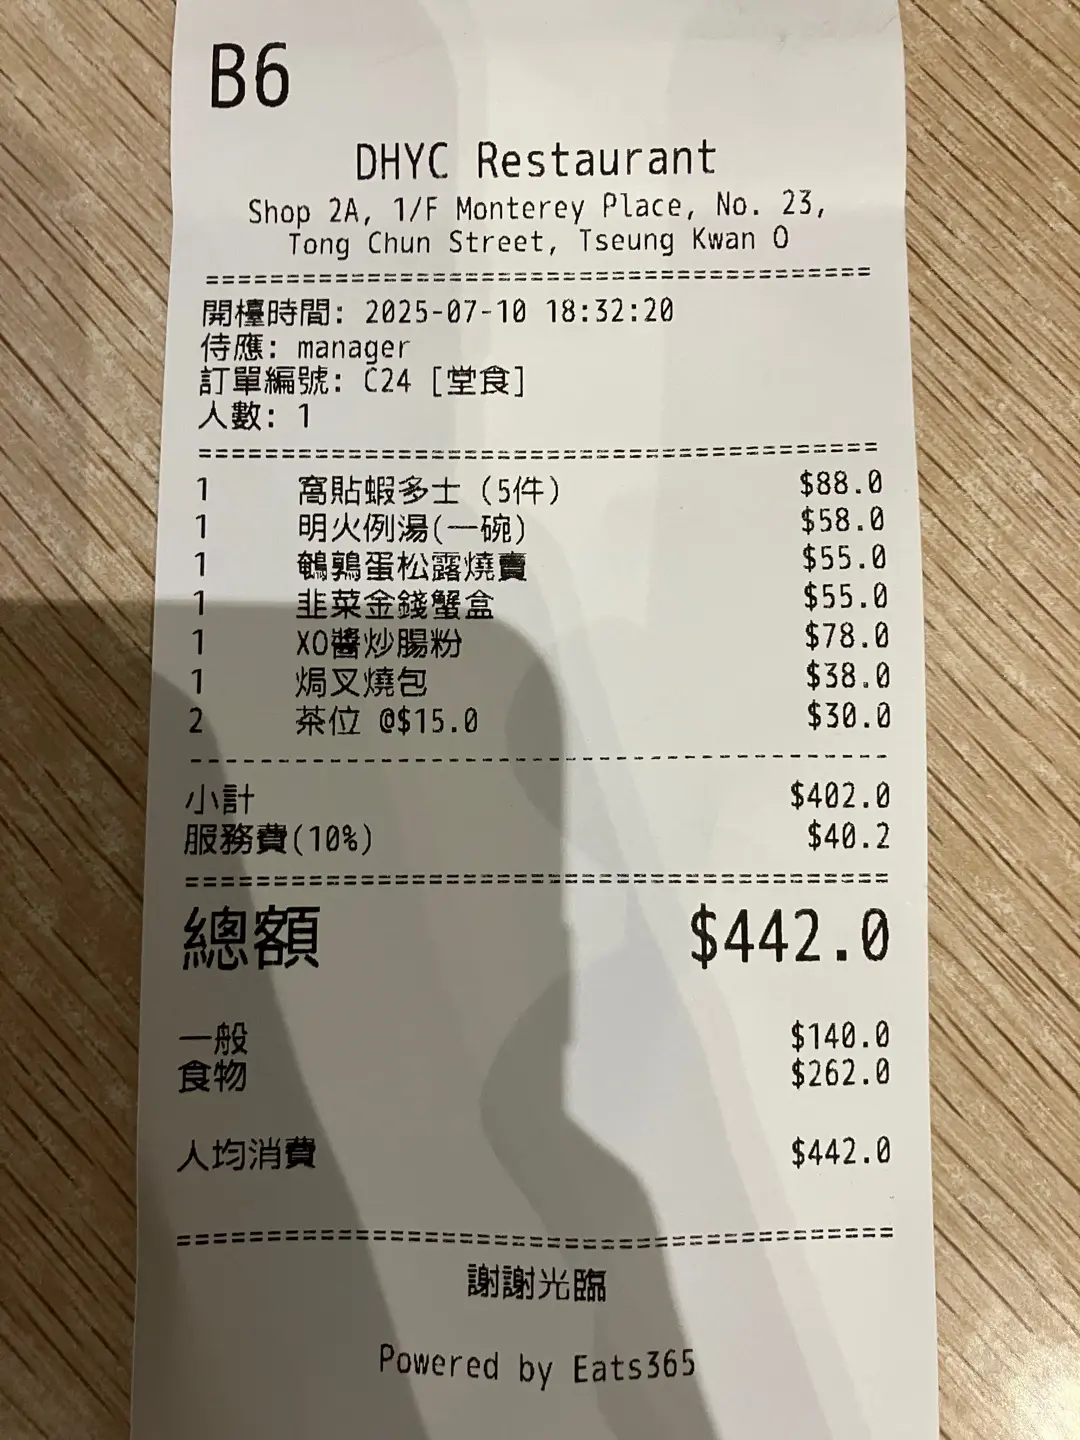 B6
DHYC Restaurant
Shop 2A, 1/F Monterey Place, No. 23,
Tong Chun Street, Tseung Kwan O
==========================================
開檯時間: 2025-07-10 18:32:20
侍應: manager
訂單編號: C24 [堂食]
人數: 1
==========================================
1 窩貼蝦多士 (5件) $88.0
1 明火例湯(一碗) $58.0
1 鵪鶉蛋松露燒賣 $55.0
1 韭菜金錢蟹盒 $55.0
1 XO醬炒腸粉 $78.0
1 焗叉燒包 $38.0
2 茶位 @$15.0 $30.0
------------------------------------------
小計 $402.0
服務費(10%) $40.2
==========================================
總額 $442.0
一般 $140.0
食物 $262.0
人均消費 $442.0
==========================================
謝謝光臨
Powered by Eats365